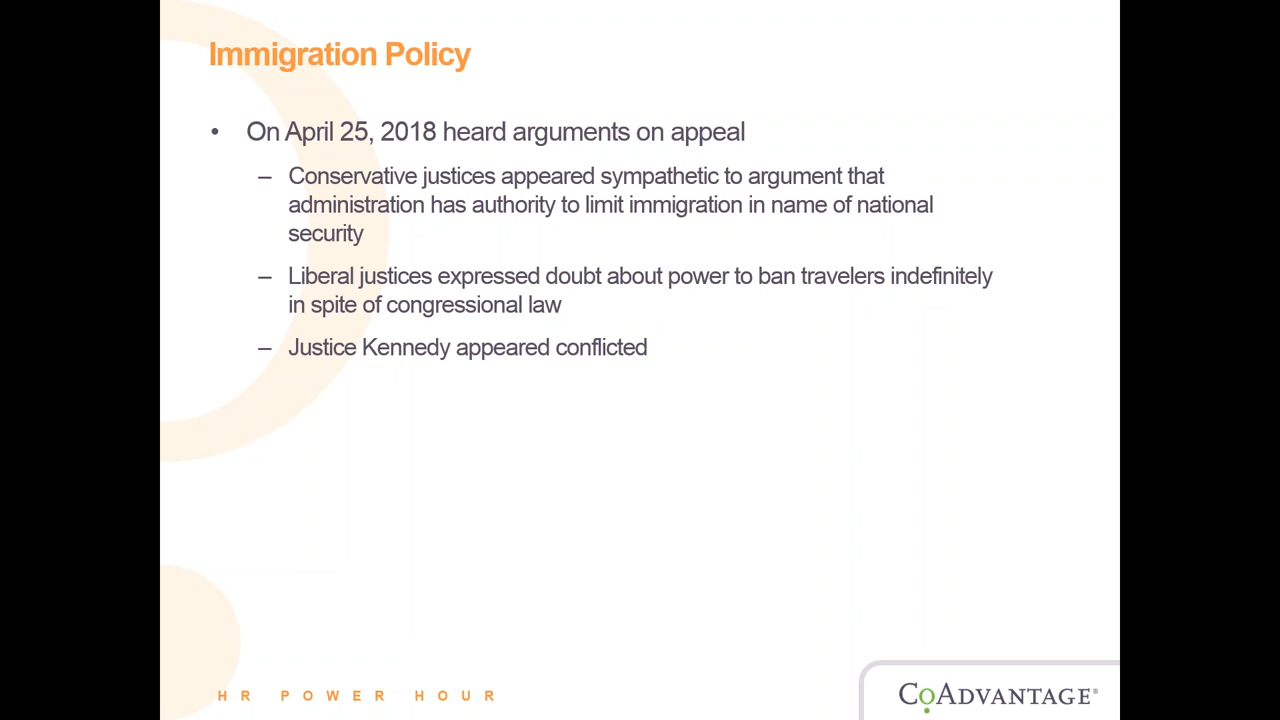 Immigration Policy
• On April 25, 2018 heard arguments on appeal
– Conservative justices appeared sympathetic to argument that
administration has authority to limit immigration in name of national
security
– Liberal justices expressed doubt about power to ban travelers indefinitely
in spite of congressional law
– Justice Kennedy appeared conflicted
HR POWER HOUR
COADVANTAGE®